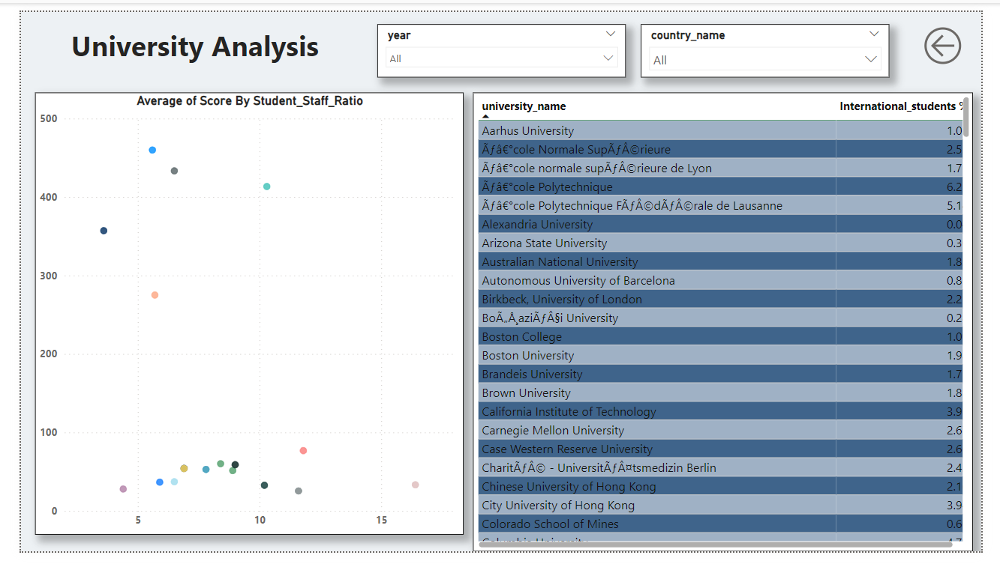 University Analysis
year
All
country_name
All
Average of Score By Student_Staff_Ratio
500
400
300
200
100
0
5 10 15
university_name International_students %
Aarhus University 1.0
Ãƒâ€°cole Normale SupÃƒÂ©rieure 2.5
Ãƒâ€°cole normale supÃƒÂ©rieure de Lyon 1.7
Ãƒâ€°cole Polytechnique 6.2
Ãƒâ€°cole Polytechnique FÃƒÂ©dÃƒÂ©rale de Lausanne 5.1
Alexandria University 0.0
Arizona State University 0.3
Australian National University 1.8
Autonomous University of Barcelona 0.8
Birkbeck, University of London 2.2
BoÃ„Å¸aziÃƒÂ§i University 0.2
Boston College 1.0
Boston University 1.9
Brandeis University 1.7
Brown University 1.8
California Institute of Technology 3.9
Carnegie Mellon University 2.6
Case Western Reserve University 2.6
CharitÃƒÂ© - UniversitÃƒÂ¤tsmedizin Berlin 2.4
Chinese University of Hong Kong 2.1
City University of Hong Kong 3.9
Colorado School of Mines 0.6
Columbia University 4.7